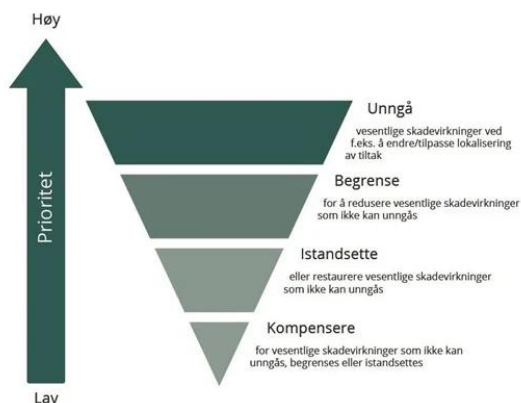 Høy
Prioritet
Unngå
vesentlige skadevirkninger ved
f.eks. å endre/tilpasse lokalisering
av tiltak
Begrense
for å redusere vesentlige skadevirkninger
som ikke kan unngås
Istandsette
eller restaurere vesentlige skadevirkninger
som ikke kan unngås
Kompensere
for vesentlige skadevirkninger som ikke kan
unngås, begrenses eller istandsettes
Lav